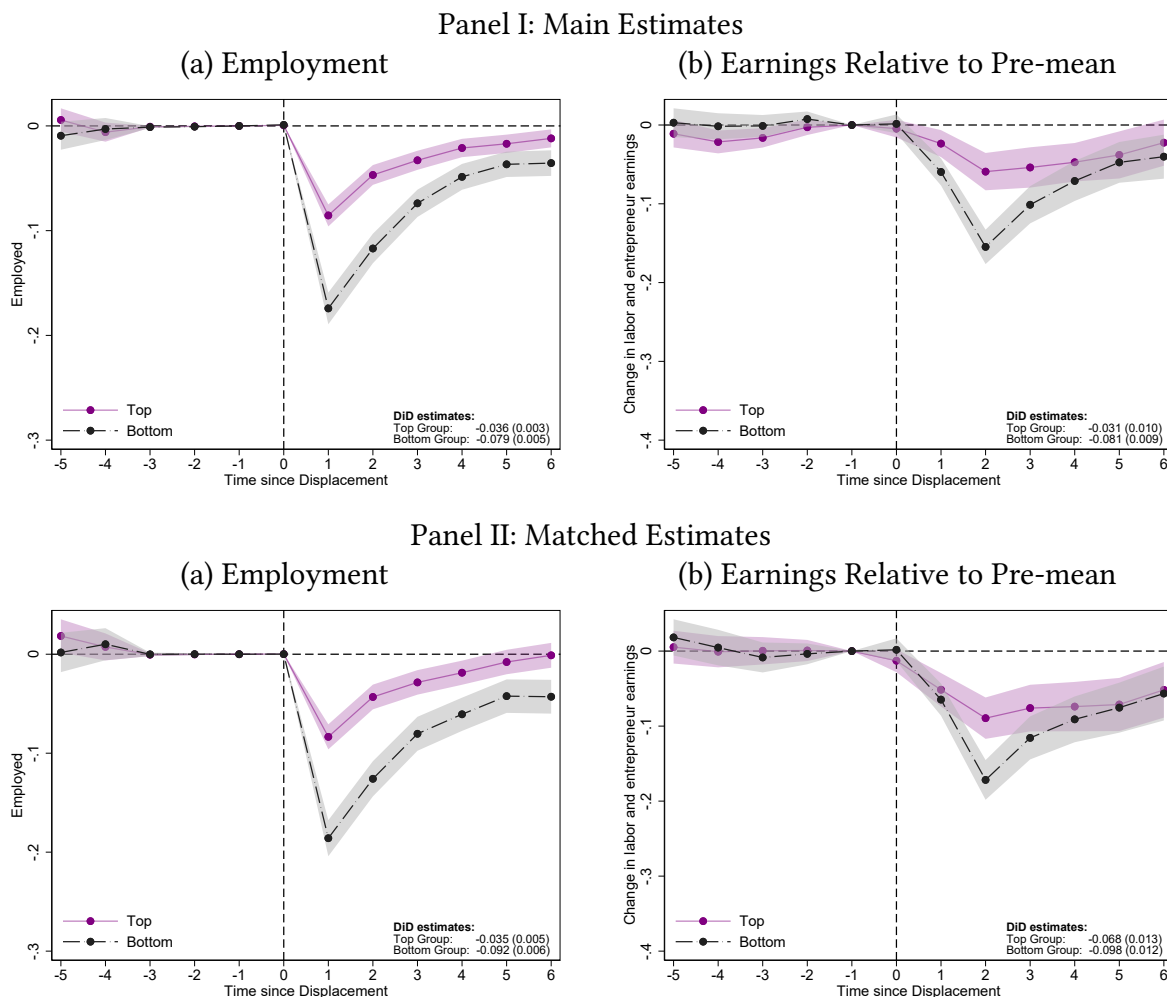 Panel I: Main Estimates
(a) Employment
(b) Earnings Relative to Pre-mean
Employed
0
-.1
-.2
-.3
Top
Bottom
DiD estimates:
Top Group: -0.036 (0.003)
Bottom Group: -0.079 (0.005)
-5 -4 -3 -2 -1 0 1 2 3 4 5 6
Time since Displacement
Change in labor and entrepreneur earnings
0
-.1
-.2
-.3
-.4
Top
Bottom
DiD estimates:
Top Group: -0.031 (0.010)
Bottom Group: -0.081 (0.009)
-5 -4 -3 -2 -1 0 1 2 3 4 5 6
Time since Displacement
Panel II: Matched Estimates
(a) Employment
(b) Earnings Relative to Pre-mean
Employed
0
-.1
-.2
-.3
Top
Bottom
DiD estimates:
Top Group: -0.035 (0.005)
Bottom Group: -0.092 (0.006)
-5 -4 -3 -2 -1 0 1 2 3 4 5 6
Time since Displacement
Change in labor and entrepreneur earnings
0
-.1
-.2
-.3
-.4
Top
Bottom
DiD estimates:
Top Group: -0.068 (0.013)
Bottom Group: -0.098 (0.012)
-5 -4 -3 -2 -1 0 1 2 3 4 5 6
Time since Displacement